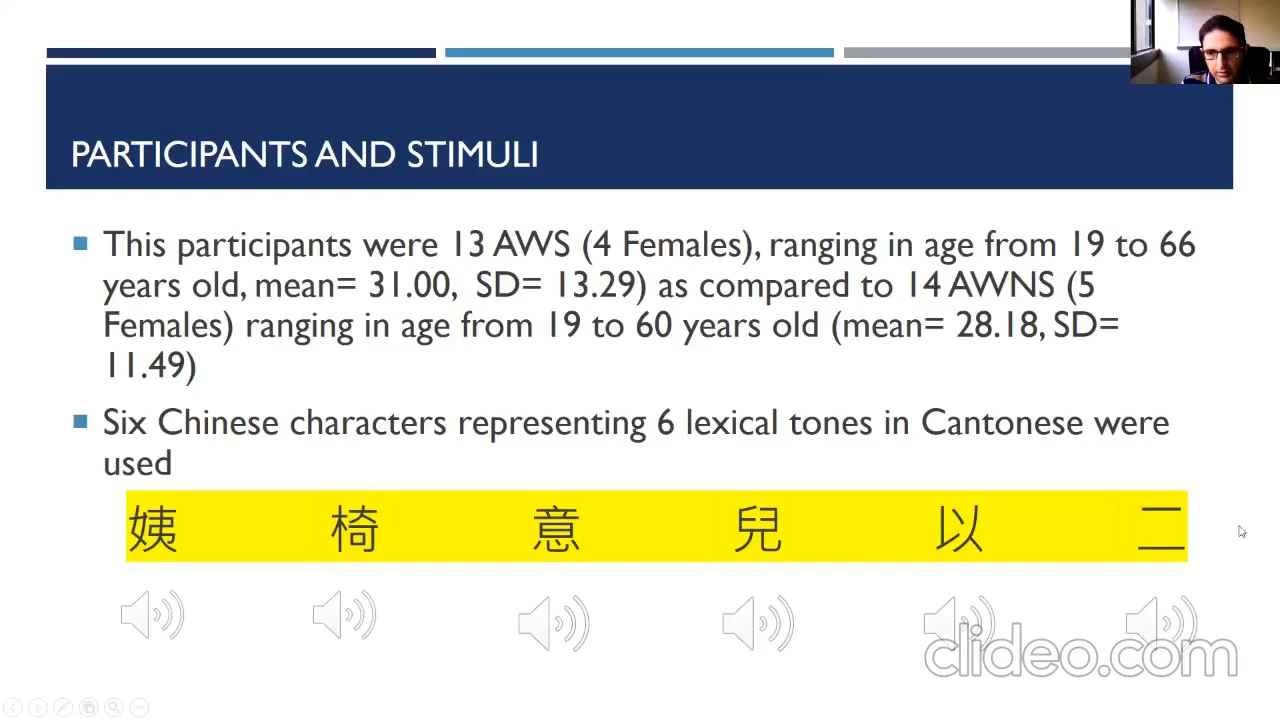 PARTICIPANTS AND STIMULI
This participants were 13 AWS (4 Females), ranging in age from 19 to 66
years old, mean= 31.00, SD= 13.29) as compared to 14 AWNS (5
Females) ranging in age from 19 to 60 years old (mean= 28.18, SD=
11.49)
Six Chinese characters representing 6 lexical tones in Cantonese were
used
姨 椅 意 兒 以 二
clideo.com